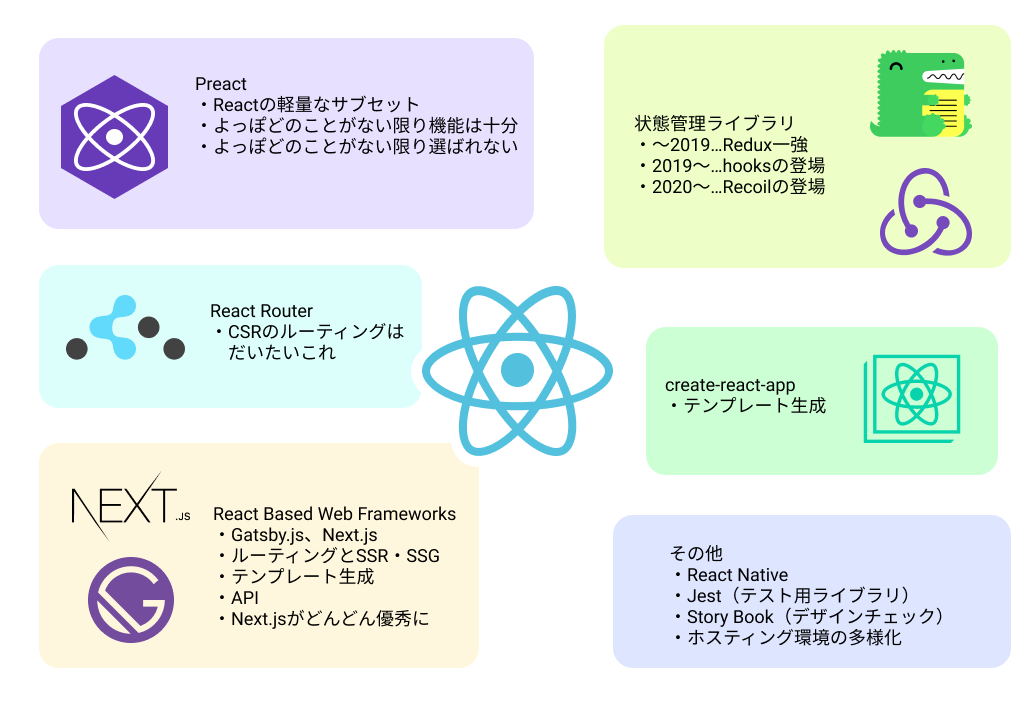 Preact
・Reactの軽量なサブセット
・よっぽどのことがない限り機能は十分
・よっぽどのことがない限り選ばれない
状態管理ライブラリ
・〜2019…Redux一強
・2019〜…hooksの登場
・2020〜…Recoilの登場
React Router
・CSRのルーティングは
だいたいこれ
create-react-app
・テンプレート生成
NEXT.JS
React Based Web Frameworks
・Gatsby.js、Next.js
・ルーティングとSSR・SSG
・テンプレート生成
・API
・Next.jsがどんどん優秀に
その他
・React Native
・Jest（テスト用ライブラリ）
・Story Book（デザインチェック）
・ホスティング環境の多様化